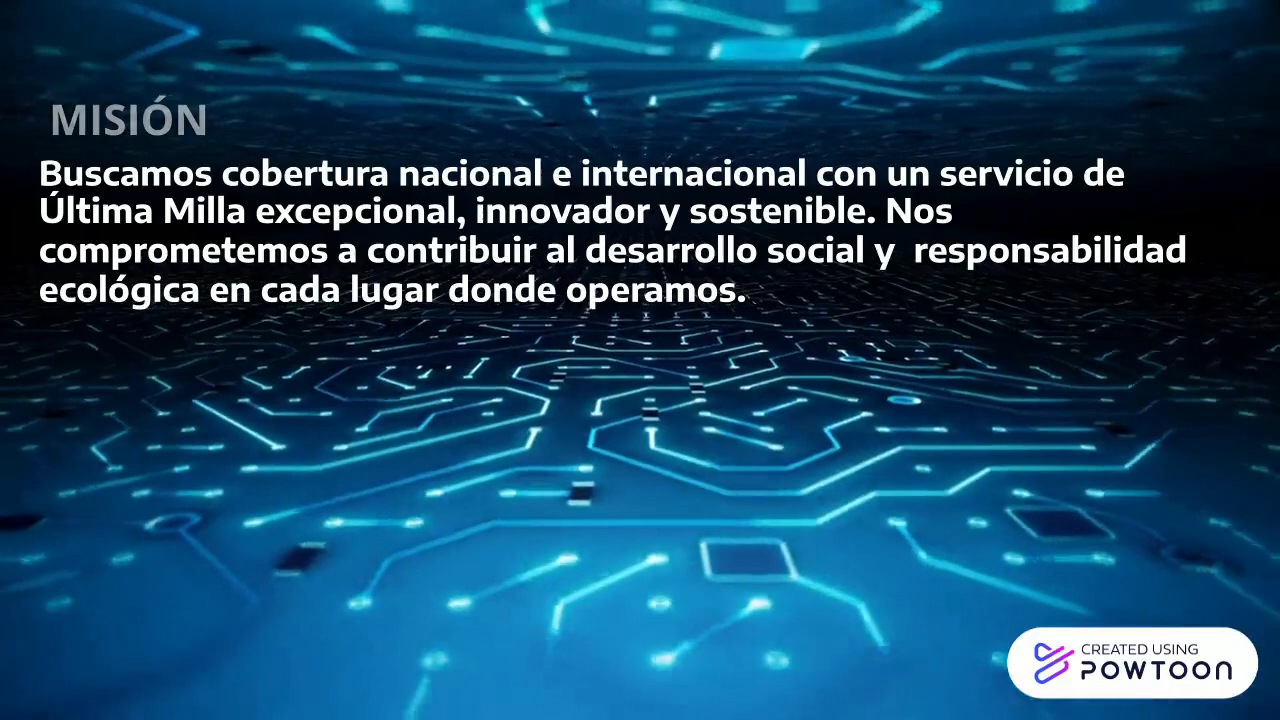 MISIÓN
Buscamos cobertura nacional e internacional con un servicio de
Última Milla excepcional, innovador y sostenible. Nos
comprometemos a contribuir al desarrollo social y  responsabilidad
ecológica en cada lugar donde operamos.
CREATED USING
POWTOON